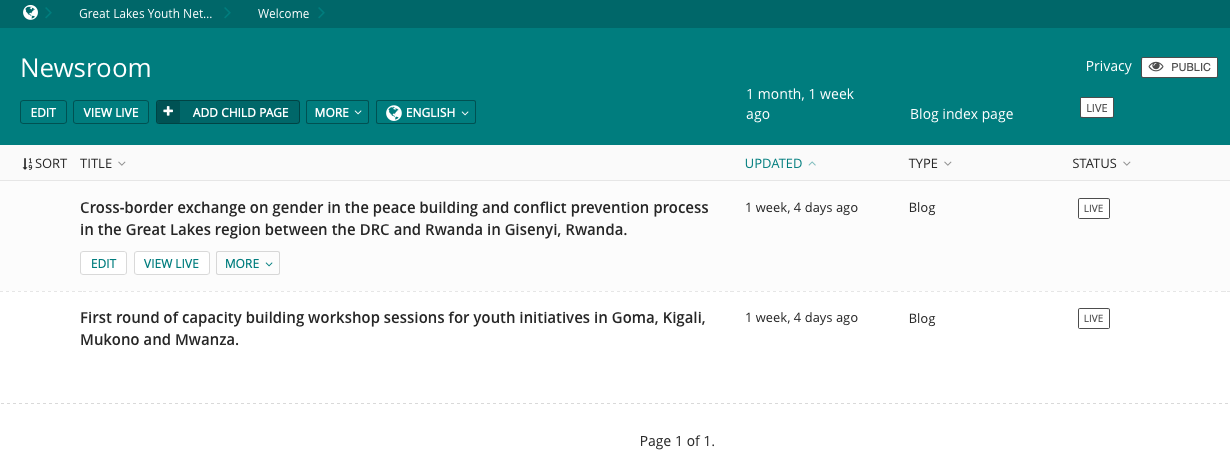 Great Lakes Youth Net... Welcome
Newsroom
Privacy PUBLIC
EDIT VIEW LIVE + ADD CHILD PAGE MORE ENGLISH
1 month, 1 week
ago
Blog index page
LIVE
SORT TITLE UPDATED TYPE STATUS
Cross-border exchange on gender in the peace building and conflict prevention process
in the Great Lakes region between the DRC and Rwanda in Gisenyi, Rwanda.
1 week, 4 days ago Blog LIVE
EDIT VIEW LIVE MORE
First round of capacity building workshop sessions for youth initiatives in Goma, Kigali,
Mukono and Mwanza.
1 week, 4 days ago Blog LIVE
Page 1 of 1.